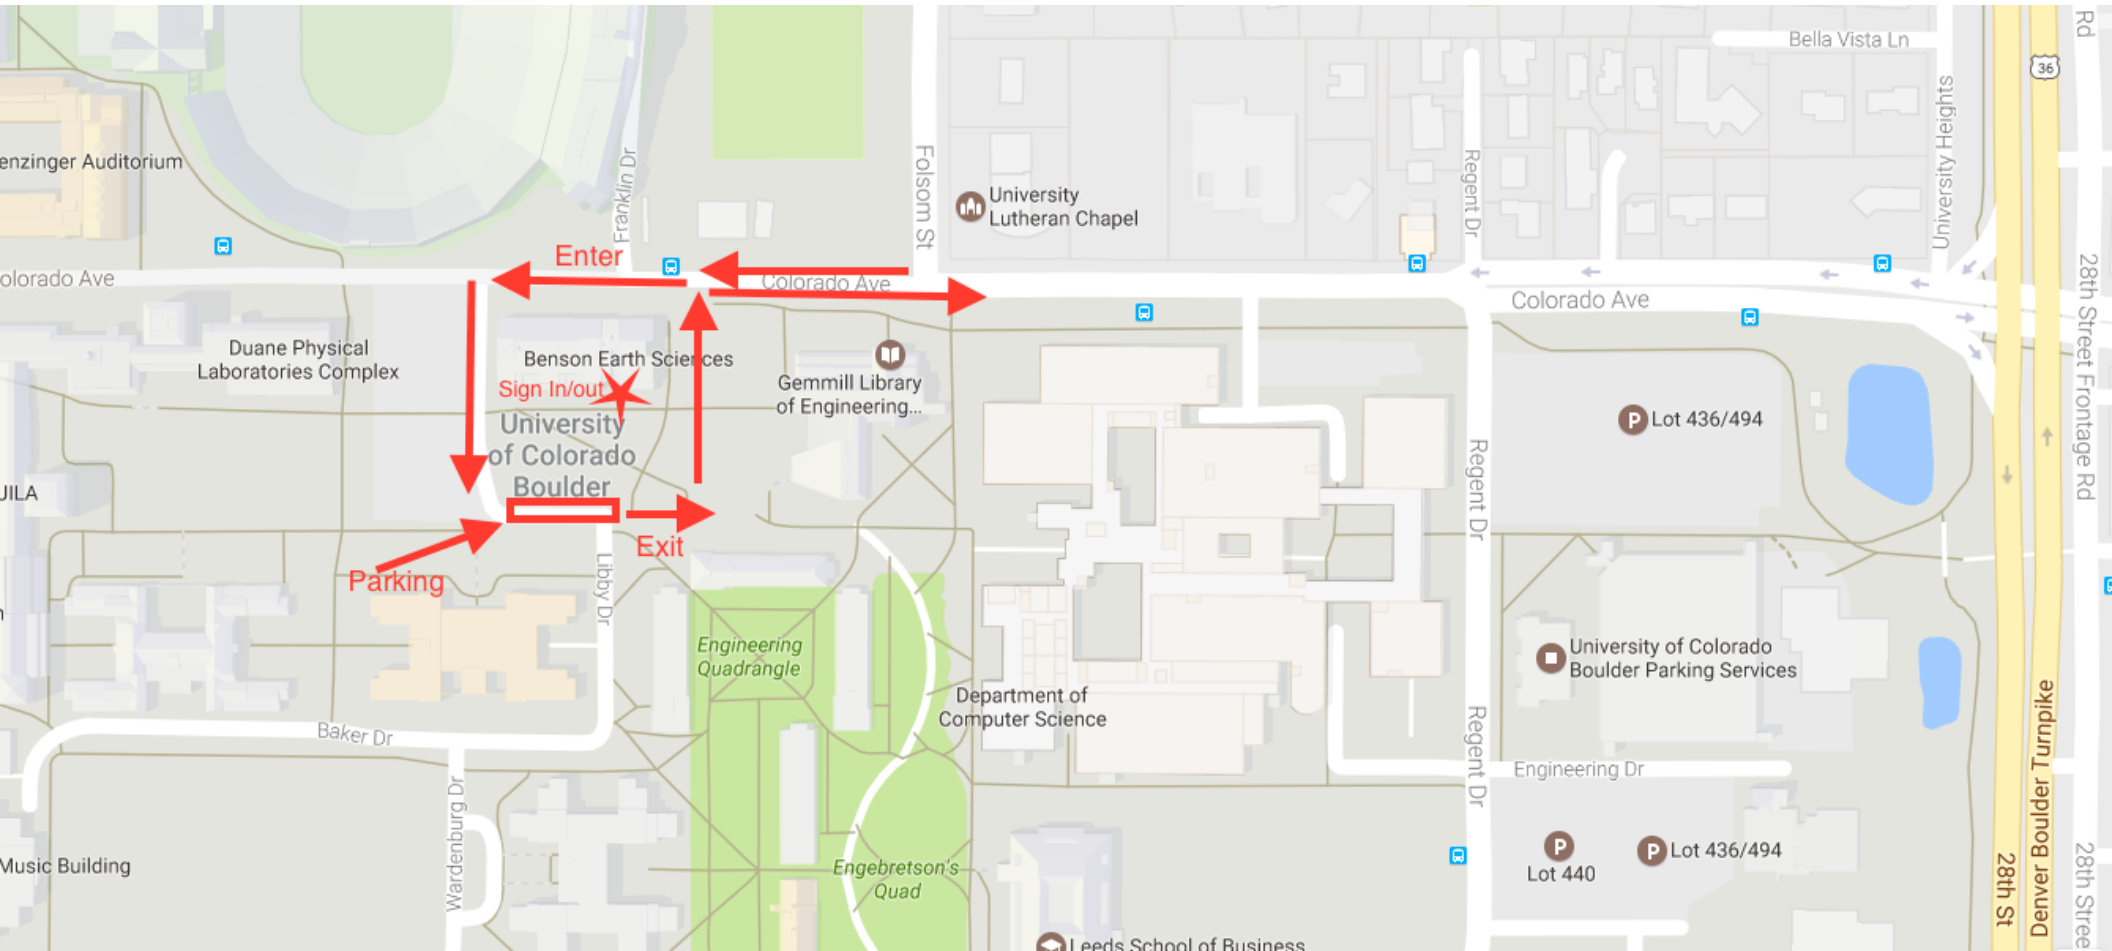 Bella Vista Ln
Rd
36
University Heights
enzinger Auditorium
Franklin Dr
Folsom St
University
Lutheran Chapel
Regent Dr
Enter
olorado Ave
Colorado Ave
Colorado Ave
28th Street Frontage Rd
Duane Physical
Laboratories Complex
Benson Earth Sciences
Sign In/out
Gemmill Library
of Engineering...
University
of Colorado
Boulder
Lot 436/494
Regent Dr
JILA
Exit
Parking
Libby Dr
Engineering
Quadrangle
University of Colorado
Boulder Parking Services
Department of
Computer Science
Baker Dr
Regent Dr
Engineering Dr
Denver Boulder Turnpike
Wardenburg Dr
Music Building
Engebretson's
Quad
Lot 440
Lot 436/494
28th St
28th Stree
Leeds School of Business